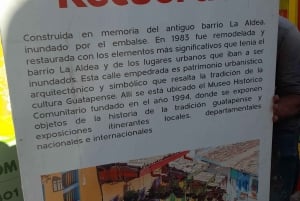 Construida en memoria del antiguo barrio La Aldea,
inundado por el embalse. En 1983 fue remodelada y
restaurada con los elementos mas significativos que tenía el
barrio La Aldea y de los lugares urbanos que iban a ser
inundados. Esta calle empedrada es patrimonio urbanístico
arquitectónico y simbólico que resalta la tradición de la
cultura Guatapense. Allí se está ubicado el Museo Histórico
Comunitario fundado en el año 1994, donde se exponen
objetos de la historia de la tradición guatapense y
exposiciones itinerantes locales, departamentales
nacionales e internacionales